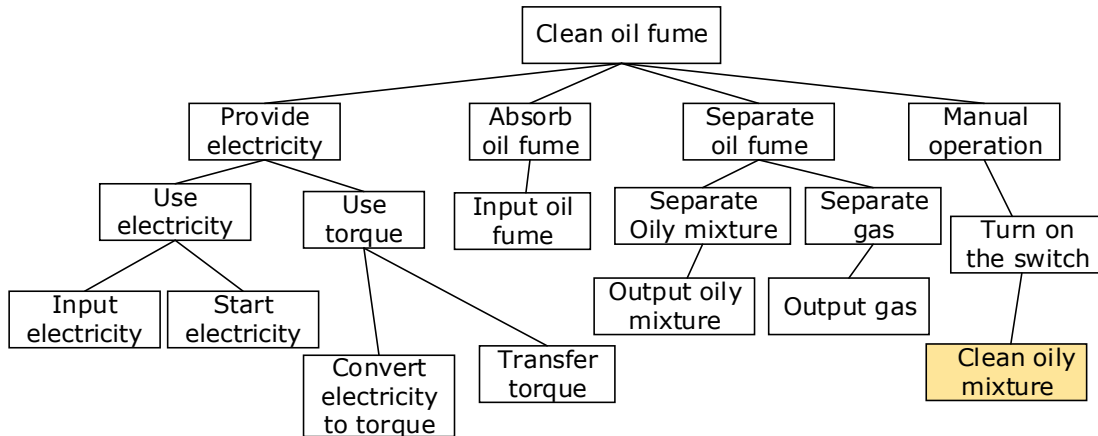 Clean oil fume
Provide
electricity
Absorb
oil fume
Separate
oil fume
Manual
operation
Use
electricity
Use
torque
Input oil
fume
Separate
Oily mixture
Separate
gas
Turn on
the switch
Input
electricity
Start
electricity
Output oily
mixture
Output gas
Convert
electricity
to torque
Transfer
torque
Clean oily
mixture